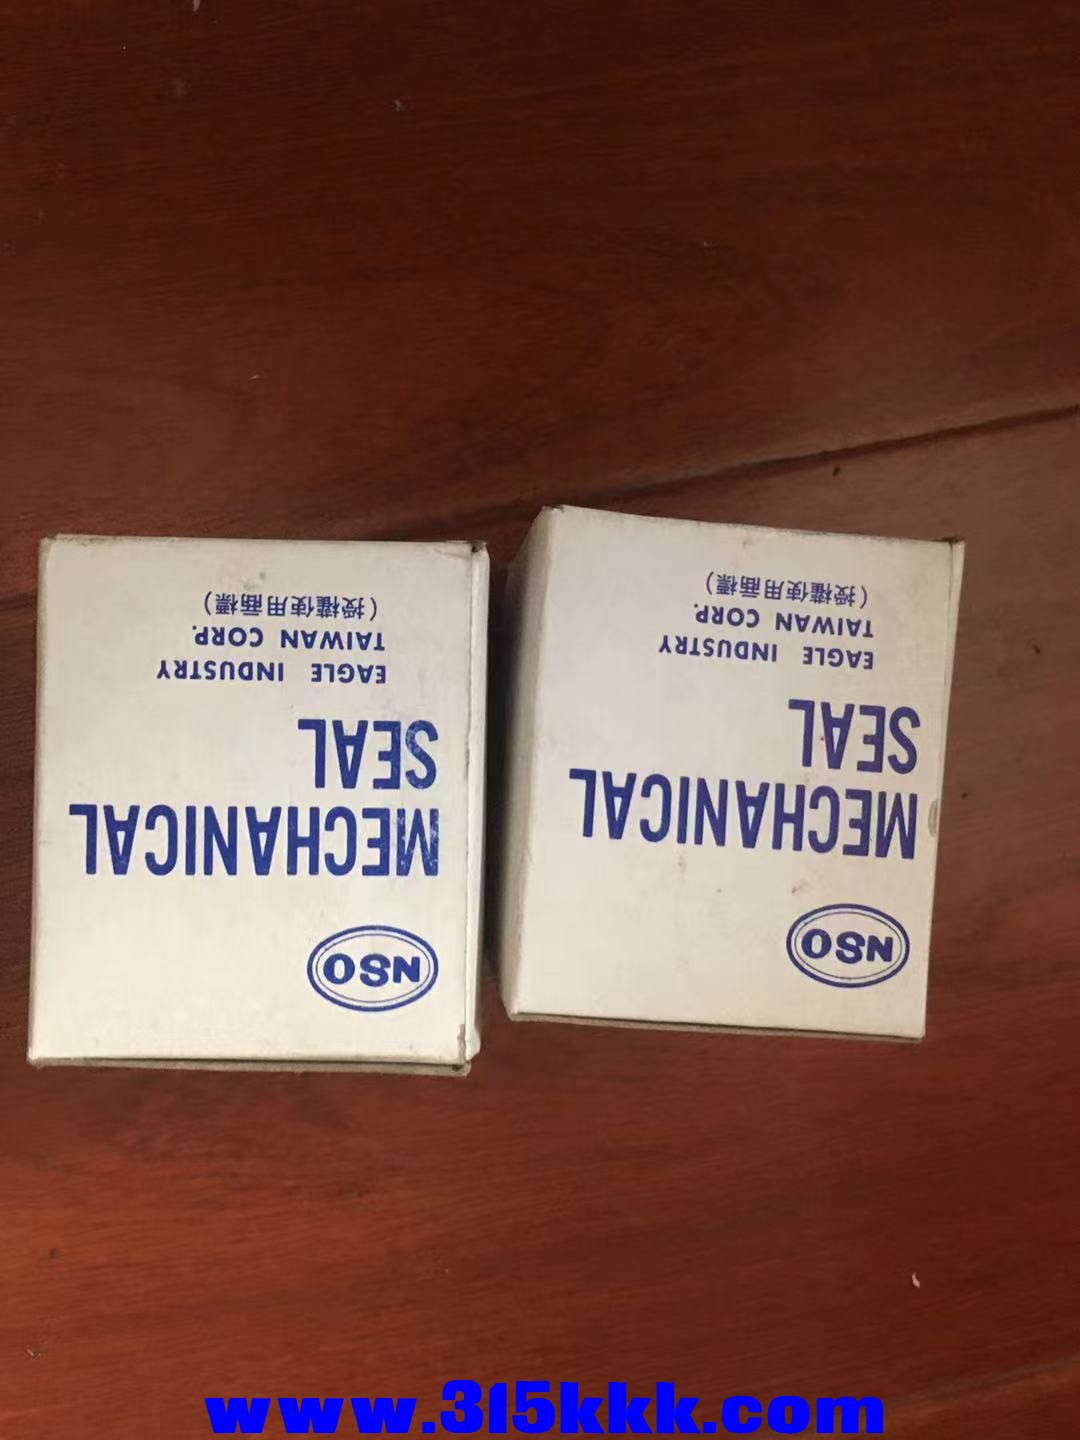 NSO
MECHANICAL
SEAL
EAGLE INDUSTRY
TAIWAN CORP.
(授權使用商標)
NSO
MECHANICAL
SEAL
EAGLE INDUSTRY
TAIWAN CORP.
(授權使用商標)
www.315kkk.com